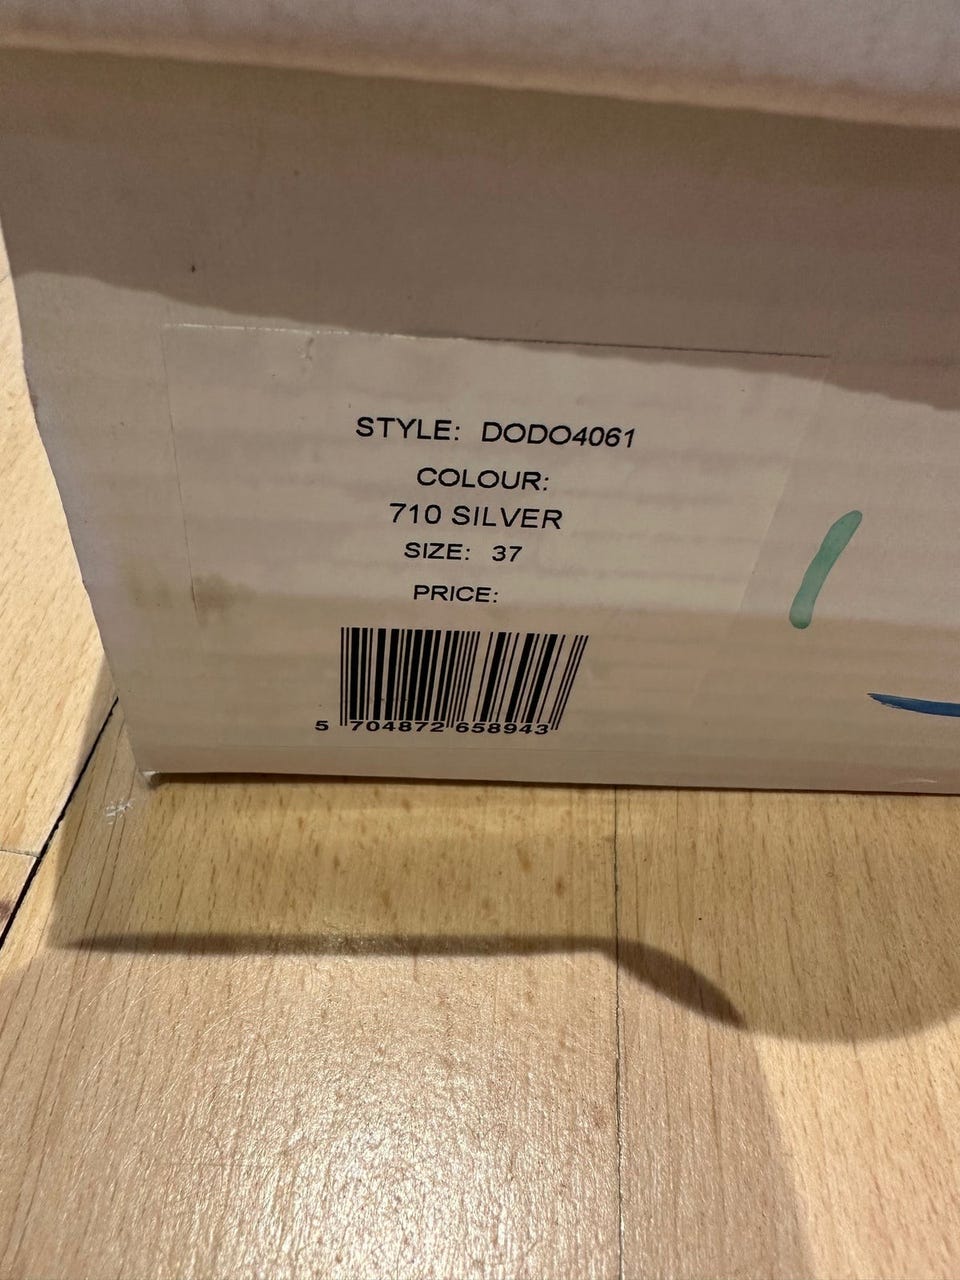 STYLE: DODO4061
COLOUR:
710 SILVER
SIZE: 37
PRICE:
5 704872 658943